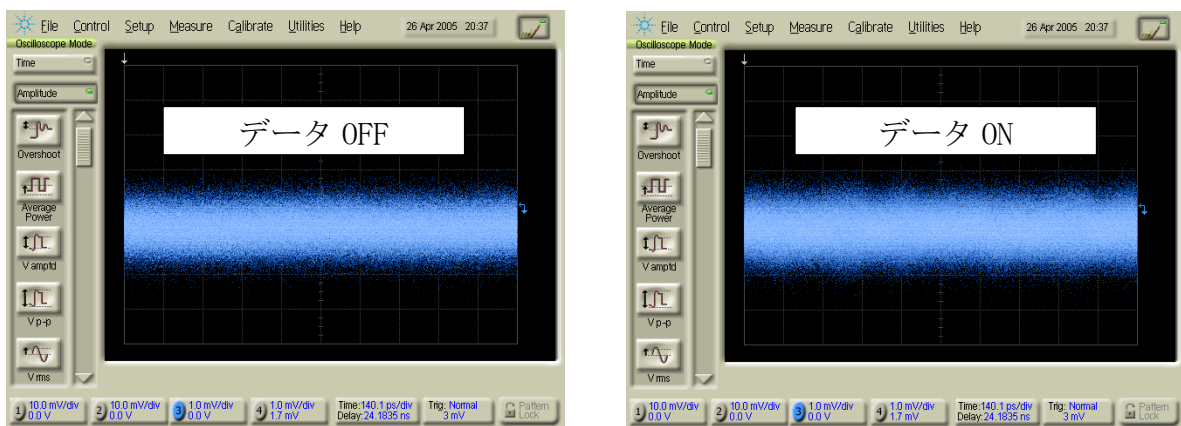 File Control Setup Measure Calibrate Utilities Help 26 Apr 2005 20:37
Oscilloscope Mode
Time
Amplitude
データ OFF
Overshoot
Average
Power
V amptd
V p-p
V rms
1) 10.0 mV/div
0.0 V
2) 10.0 mV/div
0.0 V
3) 1.0 mV/div
0.0 V
4) 1.0 mV/div
1.7 mV
Time:140.1 ps/div
Delay:24.1835 ns
Trig: Normal
3 mV
Pattern
Lock
File Control Setup Measure Calibrate Utilities Help 26 Apr 2005 20:37
Oscilloscope Mode
Time
Amplitude
データ ON
Overshoot
Average
Power
V amptd
V p-p
V rms
1) 10.0 mV/div
0.0 V
2) 10.0 mV/div
0.0 V
3) 1.0 mV/div
0.0 V
4) 1.0 mV/div
1.7 mV
Time:140.1 ps/div
Delay:24.1835 ns
Trig: Normal
3 mV
Pattern
Lock